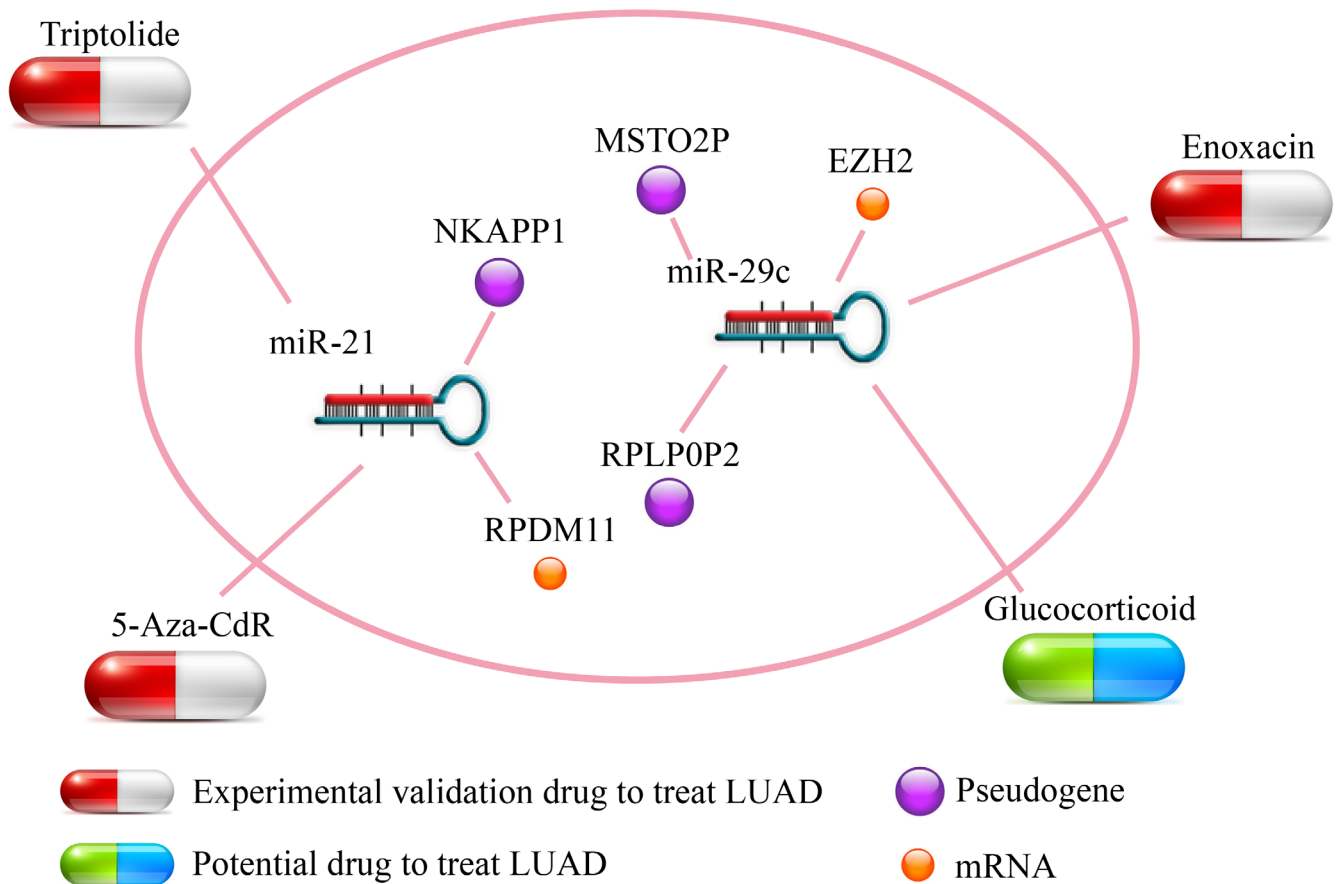 Triptolide
MSTO2P
EZH2
Enoxacin
NKAPP1
miR-29c
miR-21
RPLP0P2
RPDM11
5-Aza-CdR
Glucocorticoid
Experimental validation drug to treat LUAD
Pseudogene
Potential drug to treat LUAD
mRNA